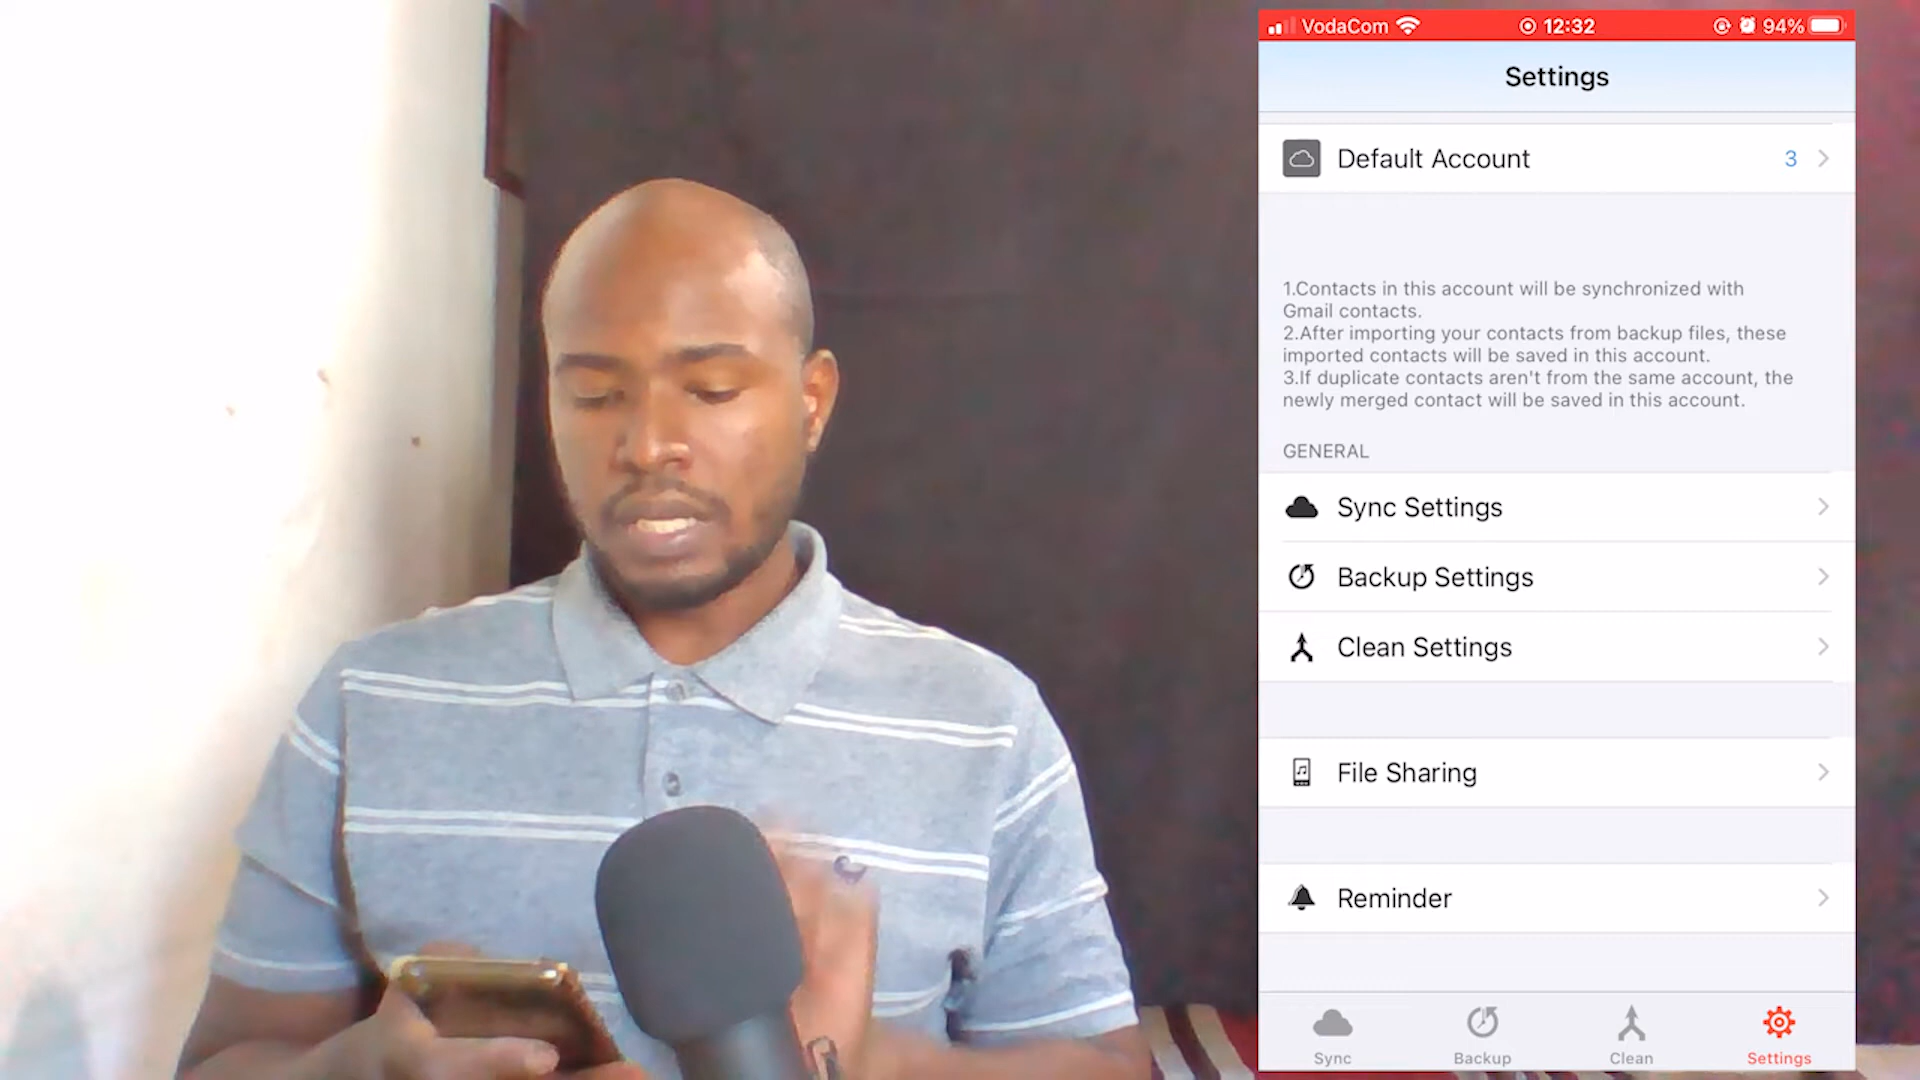 VodaCom 12:32 94%
Settings
Default Account 3
1.Contacts in this account will be synchronized with
Gmail contacts.
2.After importing your contacts from backup files, these
imported contacts will be saved in this account.
3.If duplicate contacts aren't from the same account, the
newly merged contact will be saved in this account.
GENERAL
Sync Settings
Backup Settings
Clean Settings
File Sharing
Reminder
Sync Backup Clean Settings